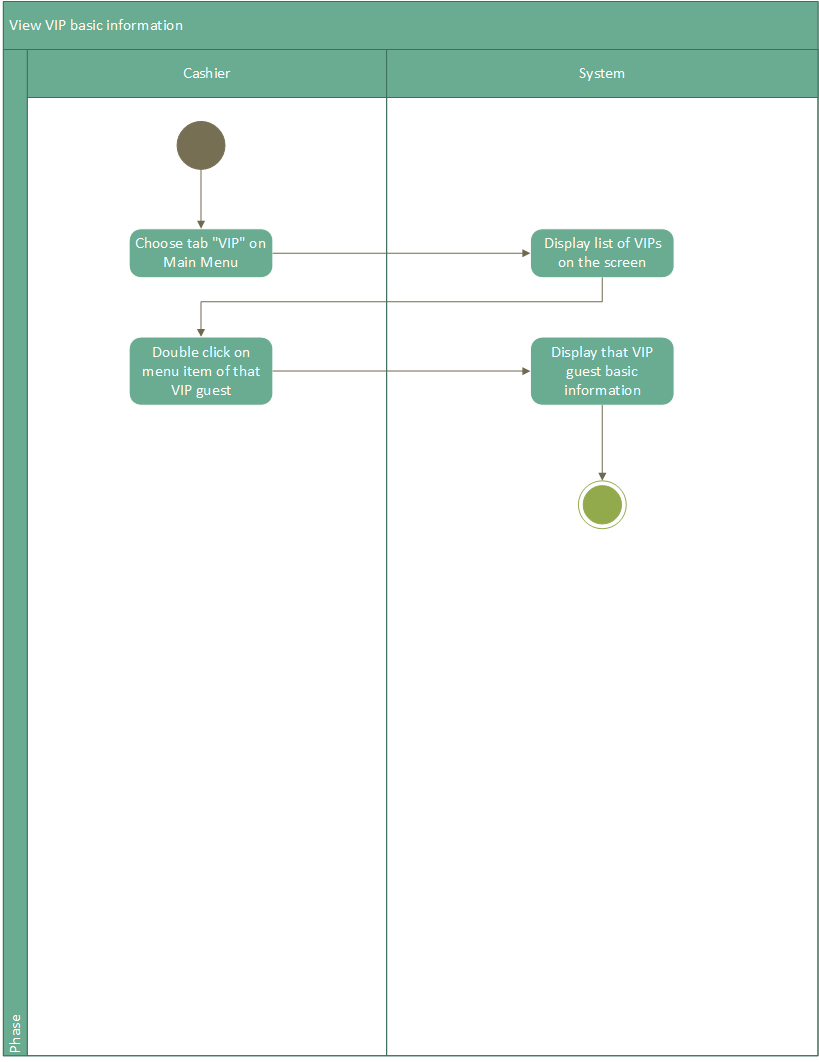 View VIP basic information
Cashier
System
Choose tab "VIP" on
Main Menu
Display list of VIPs
on the screen
Double click on
menu item of that
VIP guest
Display that VIP
guest basic
information
Phase